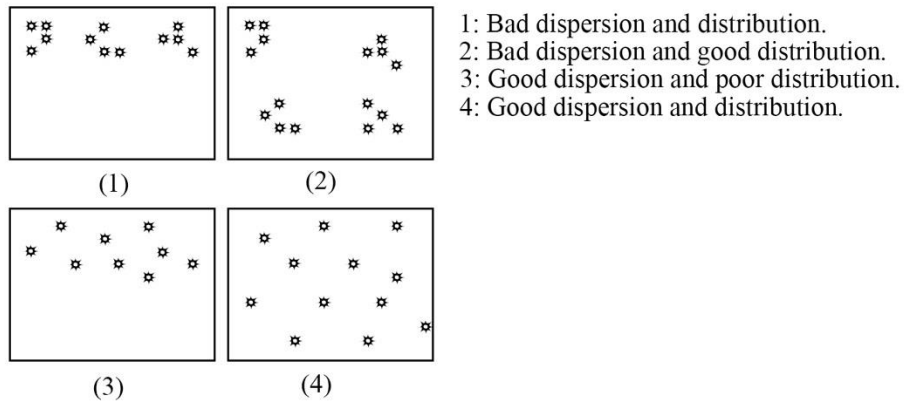 1: Bad dispersion and distribution.
2: Bad dispersion and good distribution.
3: Good dispersion and poor distribution.
4: Good dispersion and distribution.
(1)
(2)
(3)
(4)